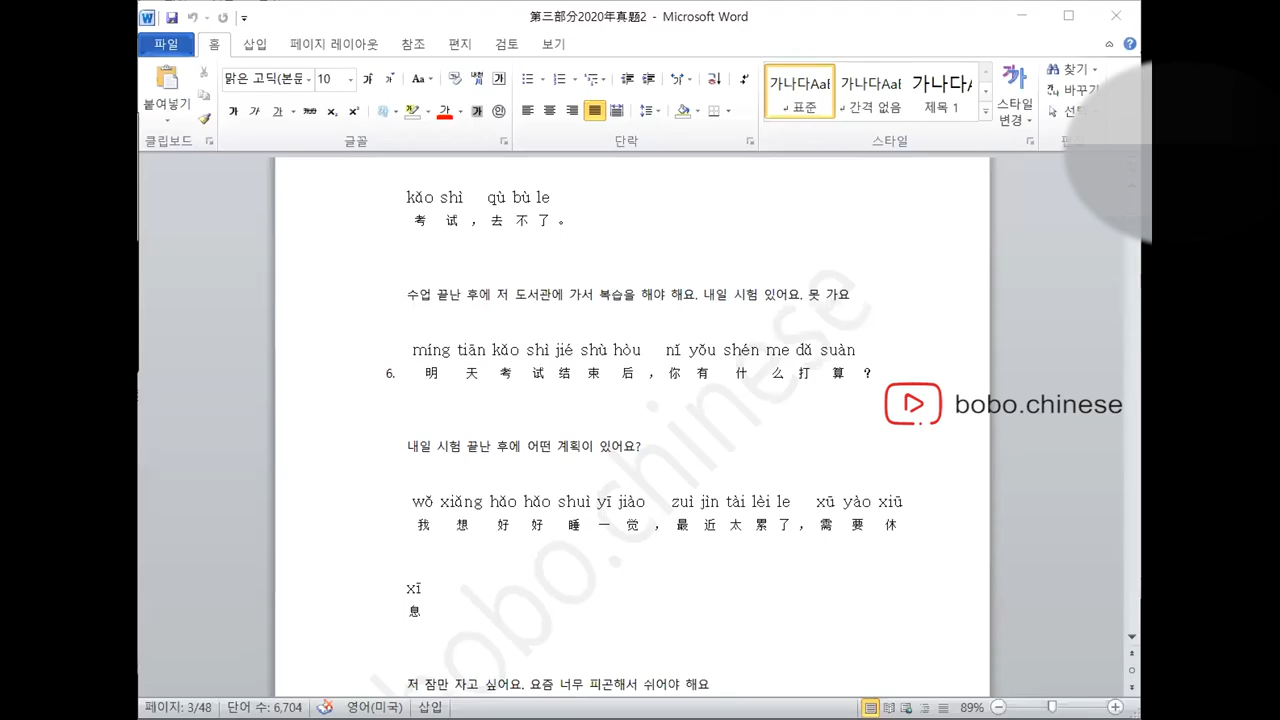 第三部分2020年真题2 - Microsoft Word
파일 홈 삽입 페이지 레이아웃 참조 편지 검토 보기
맑은 고딕(본문 10
붙여넣기
가나다AaB 가나다AaB 가나다A
표준 간격 없음 제목 1
스타일 변경
찾기
바꾸기
클립보드 글꼴 단락 스타일
kǎo shì qù bù le
考试，去不了。
수업 끝난 후에 저 도서관에 가서 복습을 해야 해요. 내일 시험 있어요. 못 가요
míng tiān kǎo shì jié shù hòu nǐ yǒu shén me dǎ suàn
6. 明天考试结束后，你有什么打算？
bobo.chinese
내일 시험 끝난 후에 어떤 계획이 있어요?
wǒ xiǎng hǎo hǎo shuì yī jiào zuì jìn tài lèi le xū yào xiū
我想好好睡一觉，最近太累了，需要休
xī
息
저 잠만 자고 싶어요. 요즘 너무 피곤해서 쉬어야 해요
bobo.chinese
페이지: 3/48 단어 수: 6,704 영어(미국) 삽입 89%